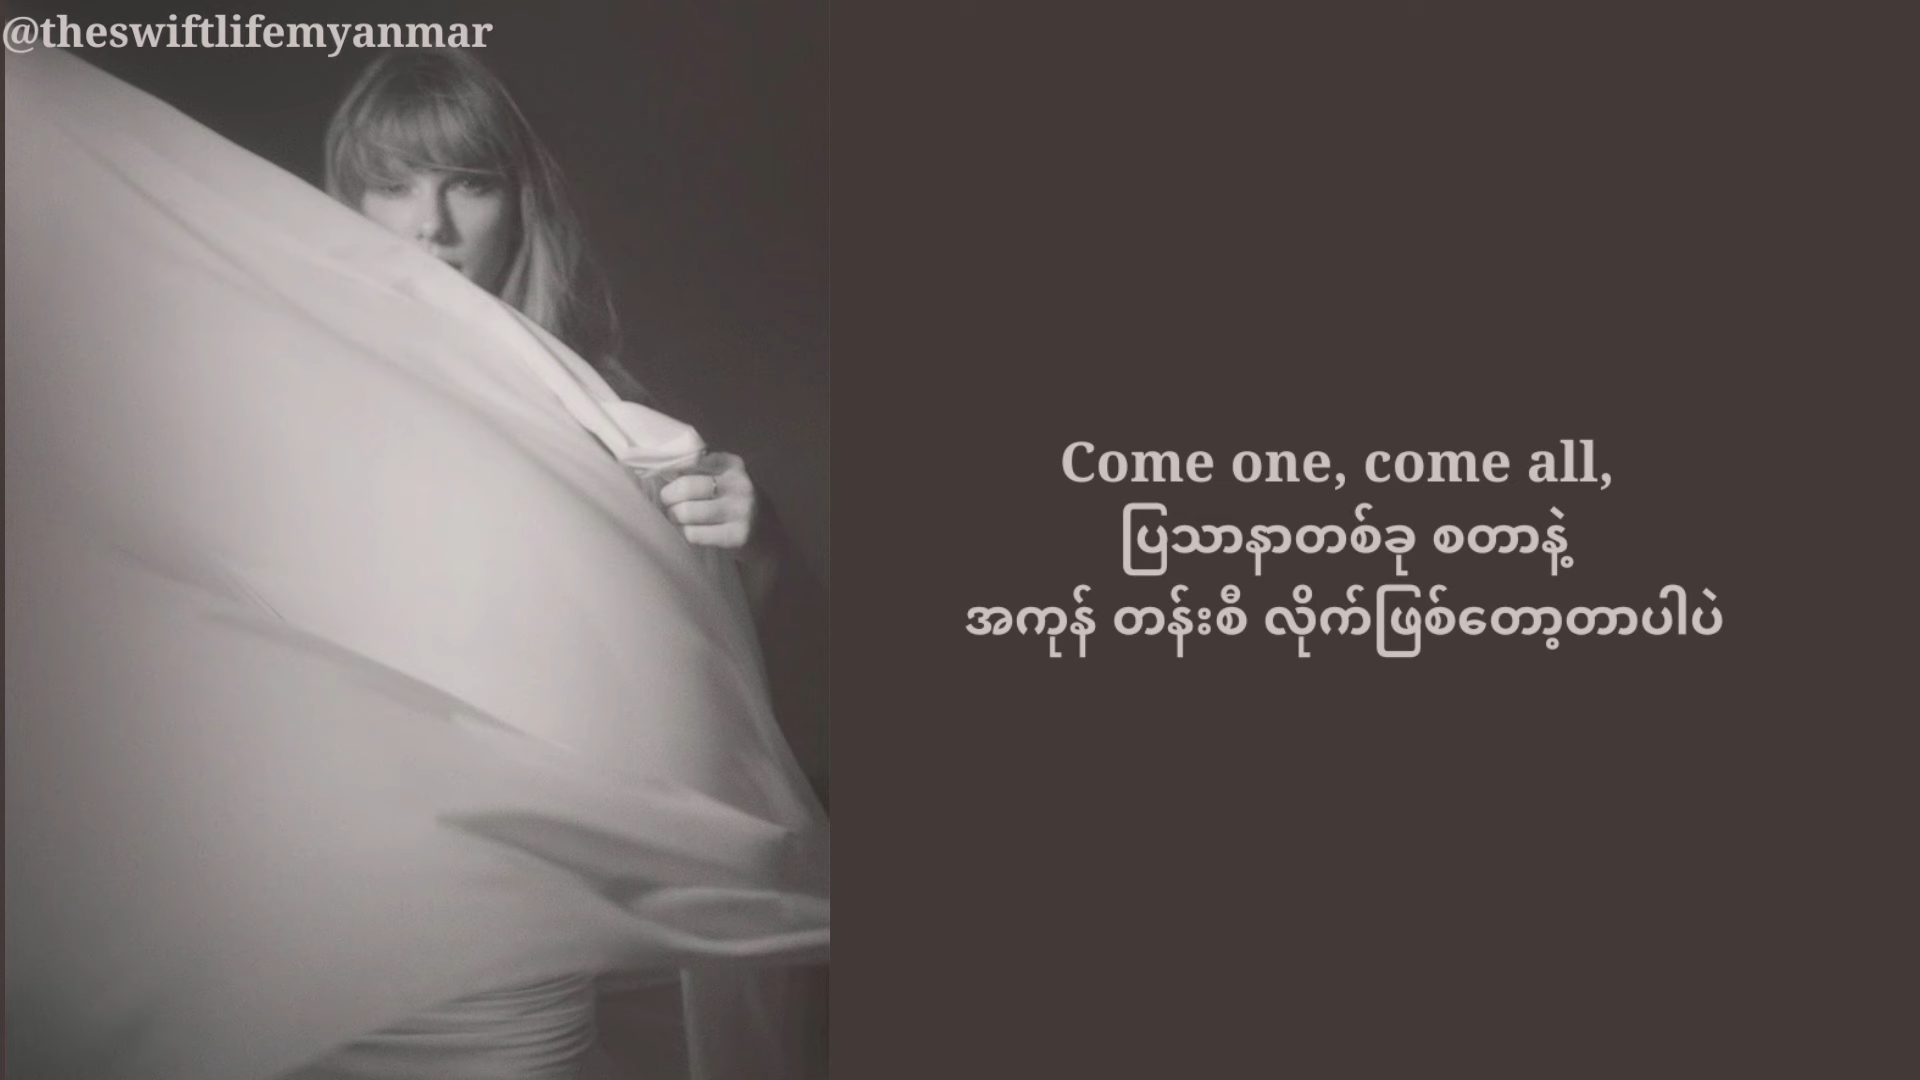 @theswiftlifemyanmar
Come one, come all,
ပြသာနာတစ်ခု စတာနဲ့
အကုန် တန်းစီ လိုက်ဖြစ်တော့တာပါပဲ